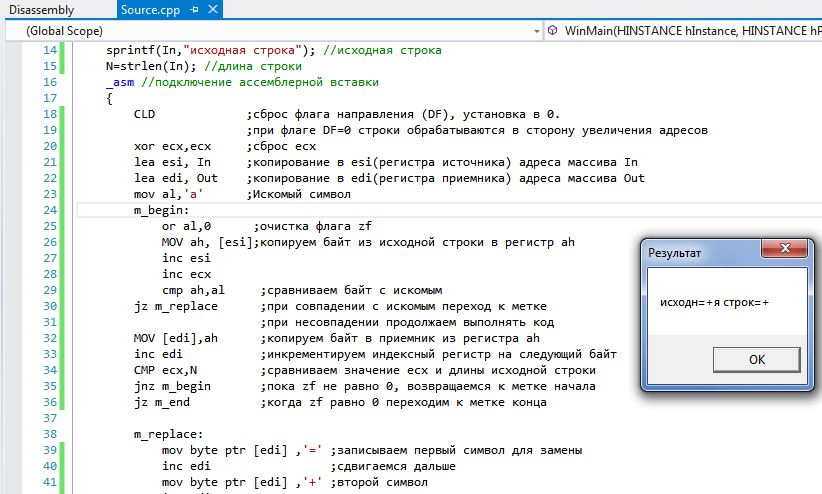 Disassembly
Source.cpp
(Global Scope)
WinMain(HINSTANCE hInstance, HINSTANCE hP
14 sprintf(In,"исходная строка"); //исходная строка
15 N=strlen(In); //длина строки
16 _asm //подключение ассемблерной вставки
17 {
18 CLD ;сброс флага направления (DF), установка в 0.
19 ;при флаге DF=0 строки обрабатываются в сторону увеличения адресов
20 xor ecx,ecx ;сброс ecx
21 lea esi, In ;копирование в esi(регистра источника) адреса массива In
22 lea edi, Out ;копирование в edi(регистра приемника) адреса массива Out
23 mov al,'a' ;Искомый символ
24 m_begin:
25 or al,0 ;очистка флага zf
26 MOV ah, [esi];копируем байт из исходной строки в регистр ah
27 inc esi
28 inc ecx
29 cmp ah,al ;сравниваем байт с искомым
30 jz m_replace ;при совпадении с искомым переход к метке
31 ;при несовпадении продолжаем выполнять код
32 MOV [edi],ah ;копируем байт в приемник из регистра ah
33 inc edi ;инкрементируем индексный регистр на следующий байт
34 CMP ecx,N ;сравниваем значение ecx и длины исходной строки
35 jnz m_begin ;пока zf не равно 0, возвращаемся к метке начала
36 jz m_end ;когда zf равно 0 переходим к метке конца
37
38 m_replace:
39 mov byte ptr [edi] ,'=' ;записываем первый символ для замены
40 inc edi ;сдвигаемся дальше
41 mov byte ptr [edi] ,'+' ;второй символ
Результат
исходн=+я строк=+
OK